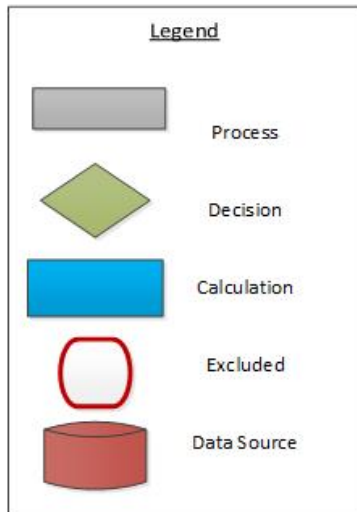 Legend
Process
Decision
Calculation
Excluded
Data Source